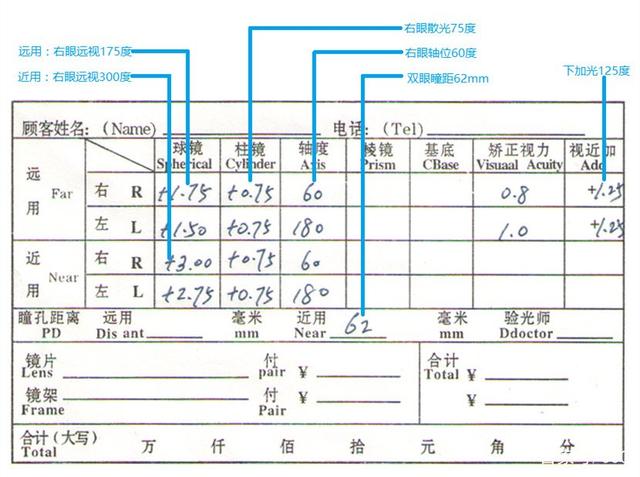 右眼散光75度
远用：右眼远视175度
右眼轴位60度
近用：右眼远视300度
双眼瞳距62mm
下加光125度
顾客姓名：(Name) 电话：(Tel)
球镜 柱镜 轴度 棱镜 基底 矫正视力 视近加
Spherical Cylinder Axis Prism CBase Visuaal Acuity Add
远用 Far 右 R +1.75 +0.75 60 0.8 +1.25
左 L +1.50 +0.75 180 1.0 +1.25
近用 Near 右 R +3.00 +0.75 60
左 L +2.75 +0.75 180
瞳孔距离 远用 毫米 近用 62 毫米 验光师
PD Dis ant mm Near mm Ddoctor
镜片 付 合计
Lens pair ¥ Total ¥
镜架 付 ¥
Frame Pair
合计(大写) 万 仟 佰 拾 元 角 分
Total